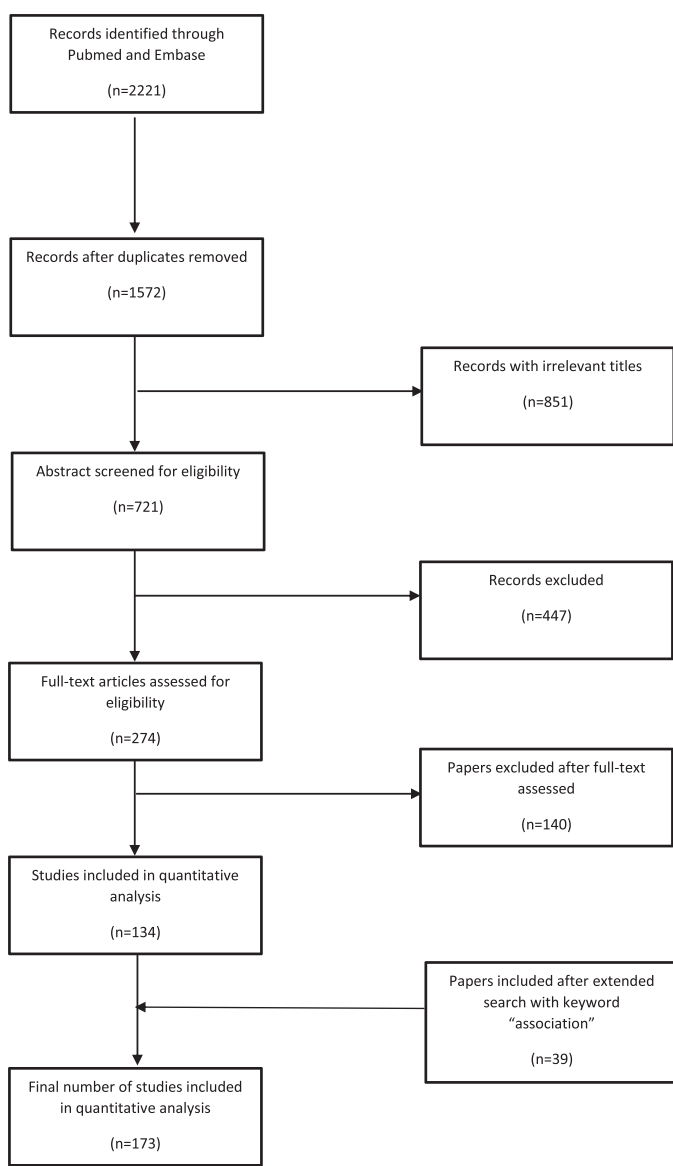 Records identified through
Pubmed and Embase
(n=2221)
Records after duplicates removed
(n=1572)
Records with irrelevant titles
(n=851)
Abstract screened for eligibility
(n=721)
Records excluded
(n=447)
Full-text articles assessed for
eligibility
(n=274)
Papers excluded after full-text
assessed
(n=140)
Studies included in quantitative
analysis
(n=134)
Papers included after extended
search with keyword
“association”
(n=39)
Final number of studies included
in quantitative analysis
(n=173)